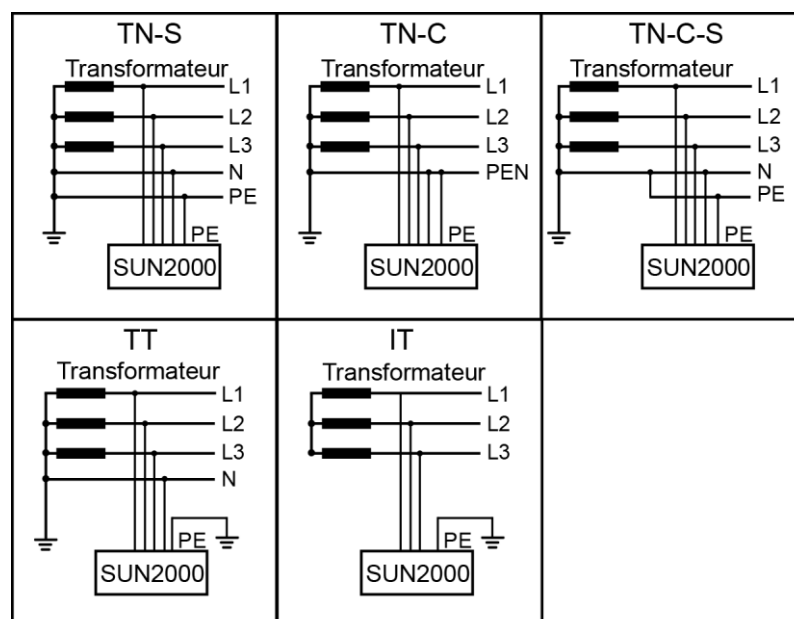 TN-S
Transformateur
L1
L2
L3
N
PE
PE
SUN2000
TN-C
Transformateur
L1
L2
L3
PEN
PE
SUN2000
TN-C-S
Transformateur
L1
L2
L3
N
PE
PE
SUN2000
TT
Transformateur
L1
L2
L3
N
PE
SUN2000
IT
Transformateur
L1
L2
L3
PE
SUN2000